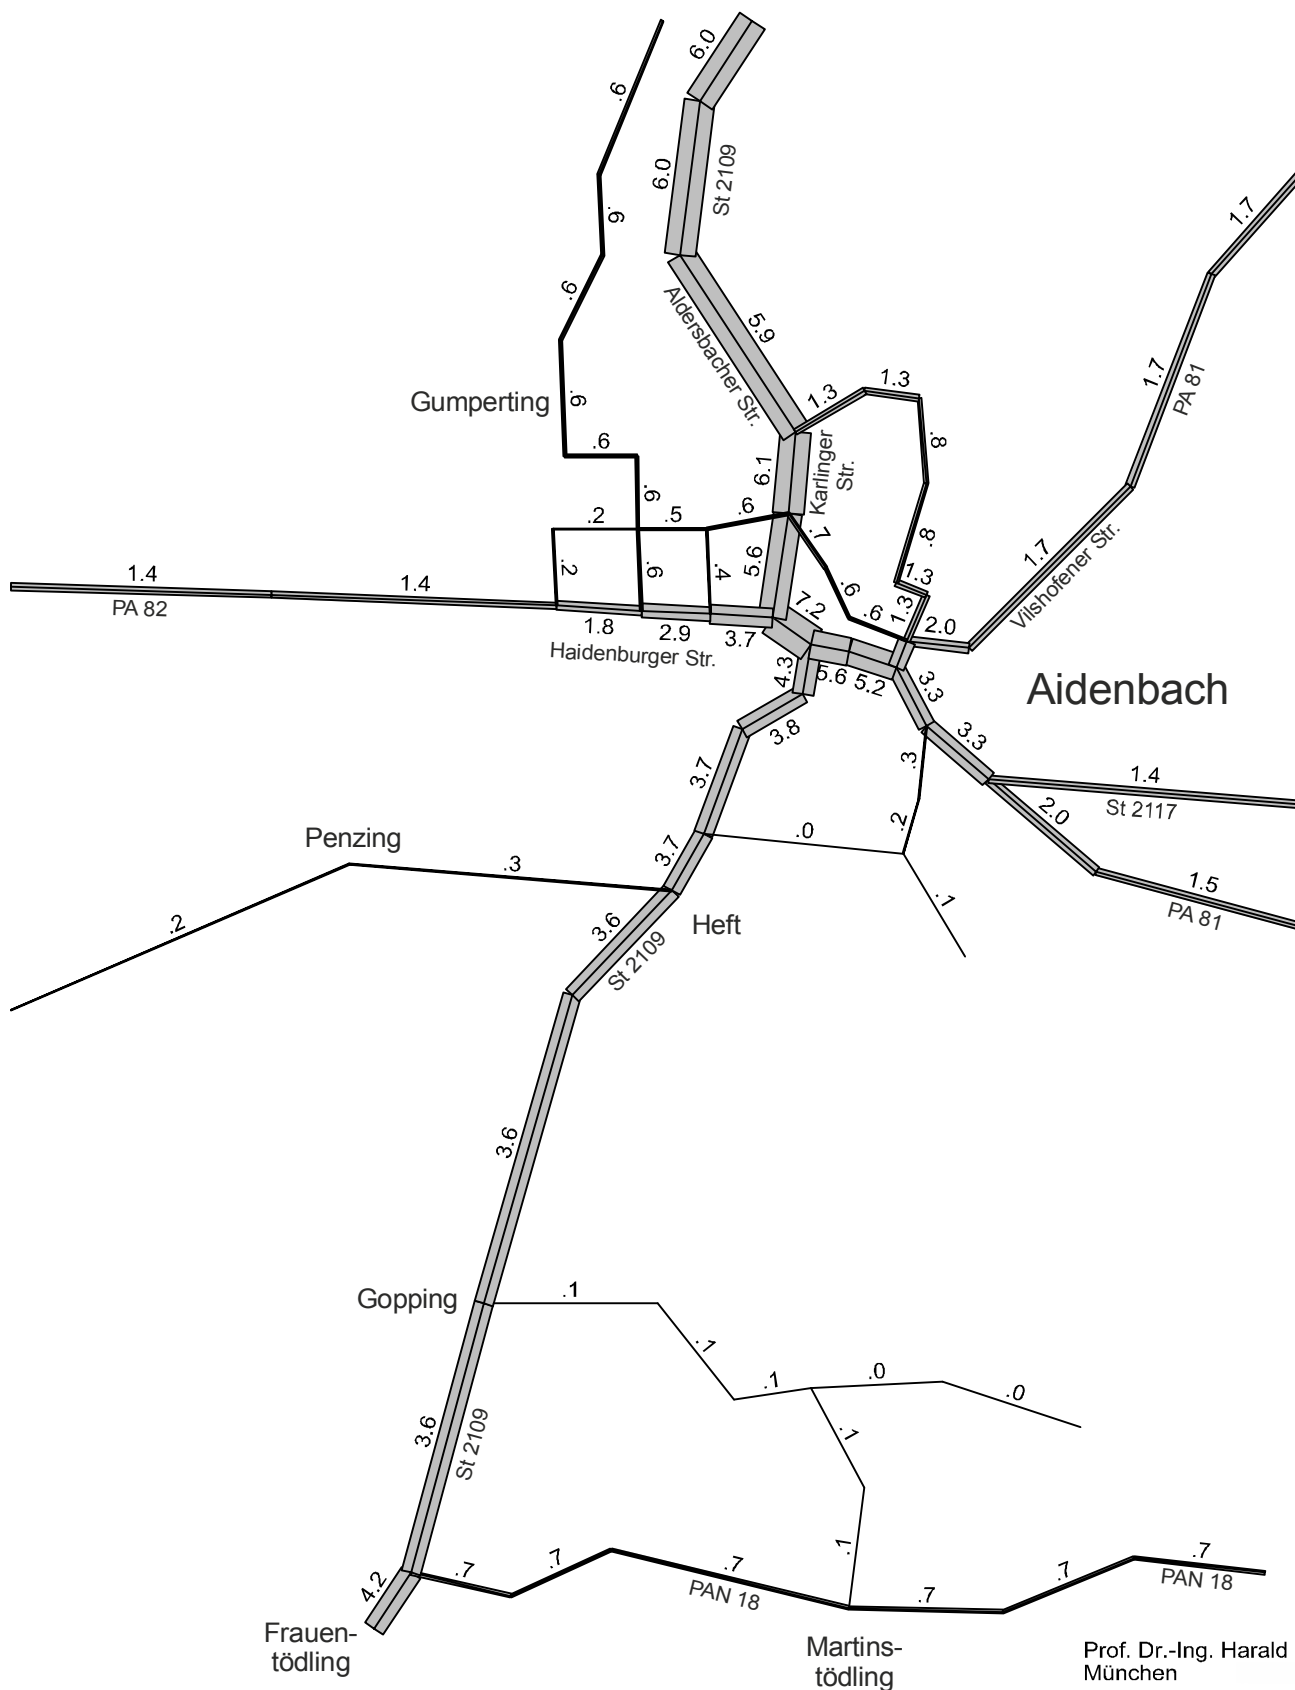 6.0
.6
6.0
St 2109
.6
1.7
.6
Aldersbacher Str.
5.9
1.7
PA 81
1.3
1.3
Gumperting
.6
.8
.6
6.1
Karlinger
Str.
.6
.2
.5
.6
.7
.8
1.7
Vilshofener Str.
1.4
PA 82
1.4
.2
.6
.4
5.6
7.2
.6
.6
1.3
1.3
2.0
1.8
2.9
3.7
Haidenburger Str.
4.3
5.6
5.2
3.3
Aidenbach
3.8
3.3
3.7
.3
1.4
St 2117
2.0
Penzing
.3
3.7
.0
.2
1.5
PA 81
.2
3.6
St 2109
Heft
.1
3.6
Gopping
.1
.1
.1
.0
.0
3.6
St 2109
.1
.1
4.2
.7
.7
.7
PAN 18
.7
.7
.7
PAN 18
Frauen-
tödling
Martins-
tödling
Prof. Dr.-Ing. Harald
München